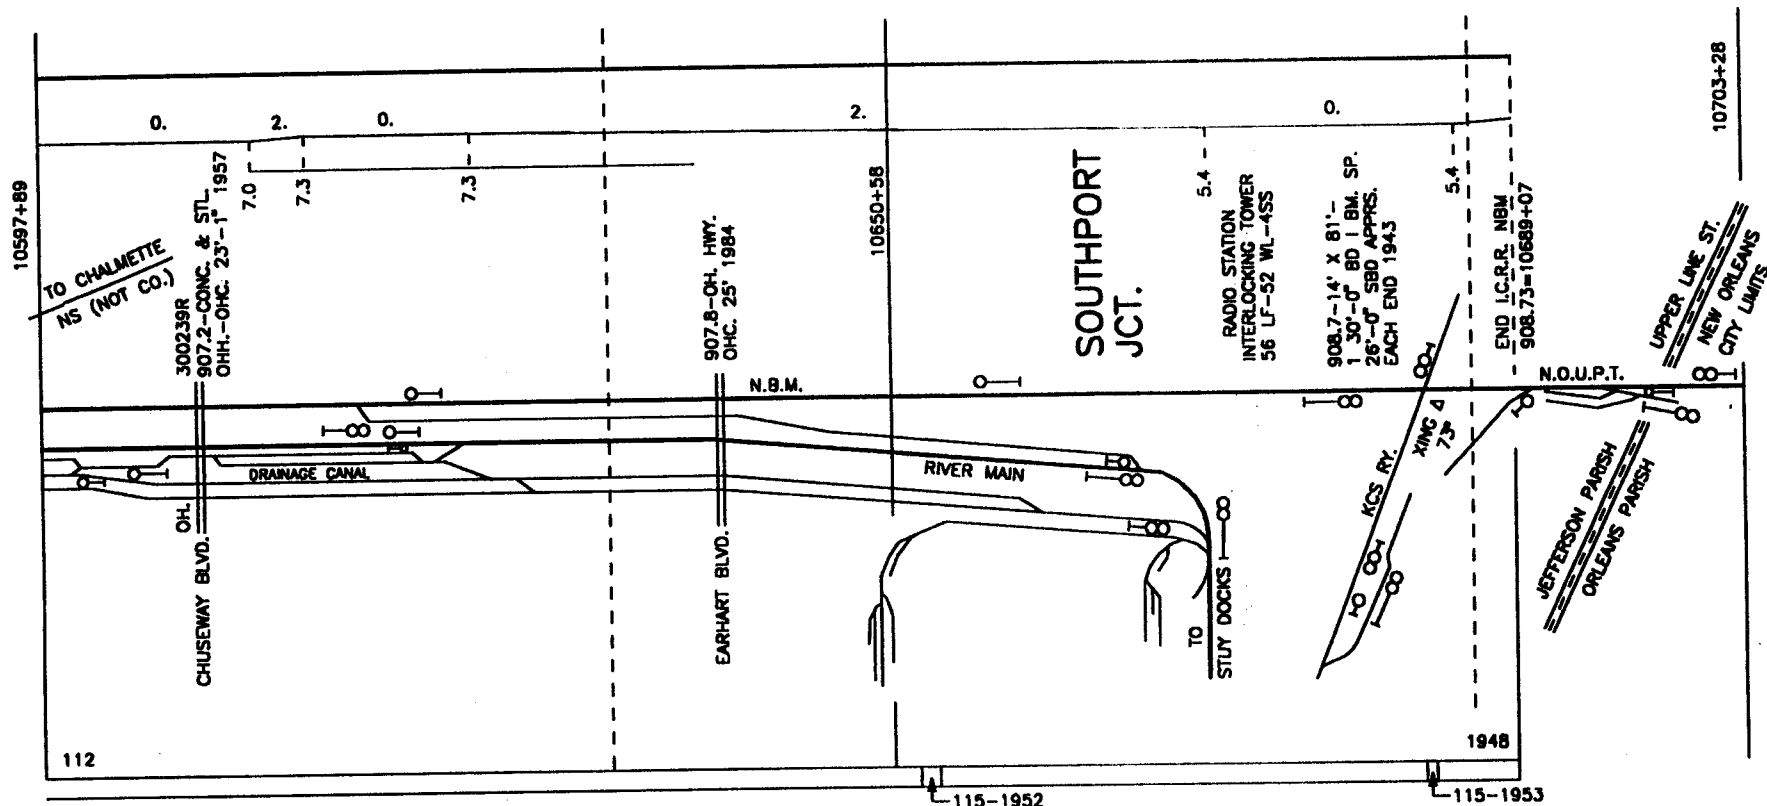 10597+89
TO CHALMETTE
NS (NOT CO.)
0.
2.
0.
2.
0.
7.0
7.3
7.3
5.4
5.4
300239R
907.2-CONC. & STL.
OHH.-OHC. 23'-1" 1957
907.8-OH. HWY.
OHC. 25' 1984
10650+58
SOUTHPORT
JCT.
RADIO STATION
INTERLOCKING TOWER
56 LF-52 WL-4SS
908.7-14' X 81'-
1 30'-0" BD I BM. SP.
26'-0" SBD APPRS.
EACH END 1943
END I.C.R.R. NBM
908.73=10689+07
10703+28
UPPER LINE ST.
NEW ORLEANS
CITY LIMITS
N.B.M.
N.O.U.P.T.
DRAINAGE CANAL
RIVER MAIN
OH.
CHUSEWAY BLVD.
EARHART BLVD.
TO
STUY DOCKS
KCS RY.
XING 4
73°
JEFFERSON PARISH
ORLEANS PARISH
112
1948
115-1952
115-1953